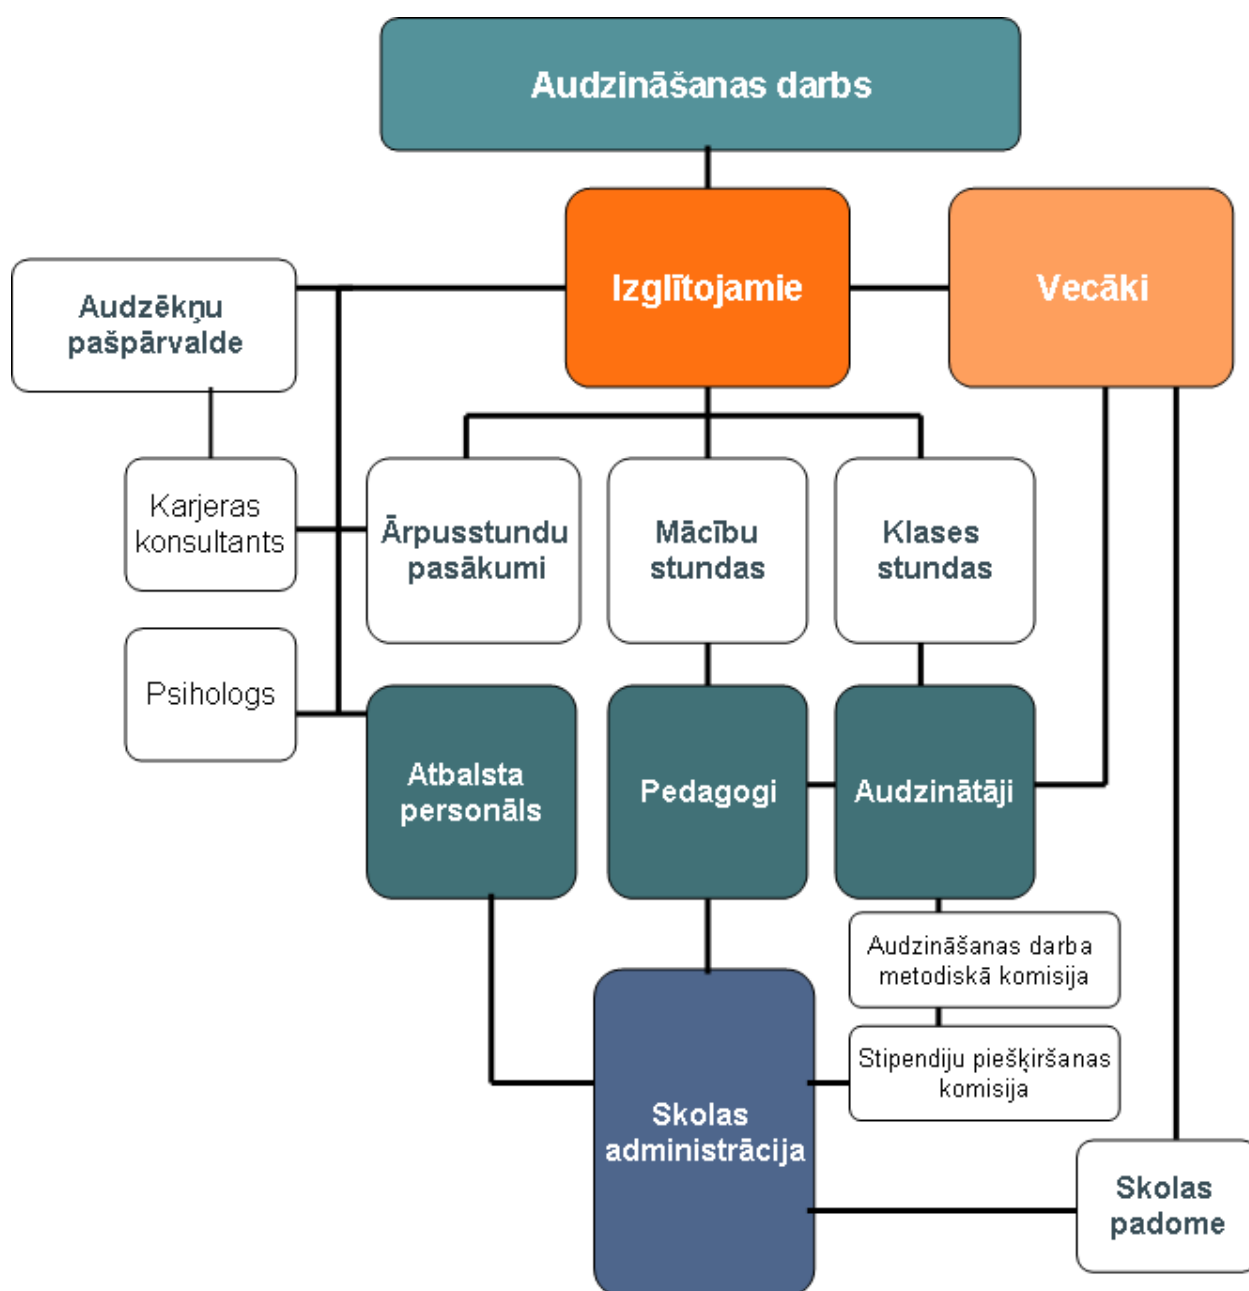 Audzināšanas darbs
Izglītojamie
Vecāki
Audzēkņu
pašpārvalde
Karjeras
konsultants
Ārpusstundu
pasākumi
Mācību
stundas
Klases
stundas
Psihologs
Atbalsta
personāls
Pedagogi
Audzinātāji
Audzināšanas darba
metodiskā komisija
Stipendiju piešķiršanas
komisija
Skolas
administrācija
Skolas
padome